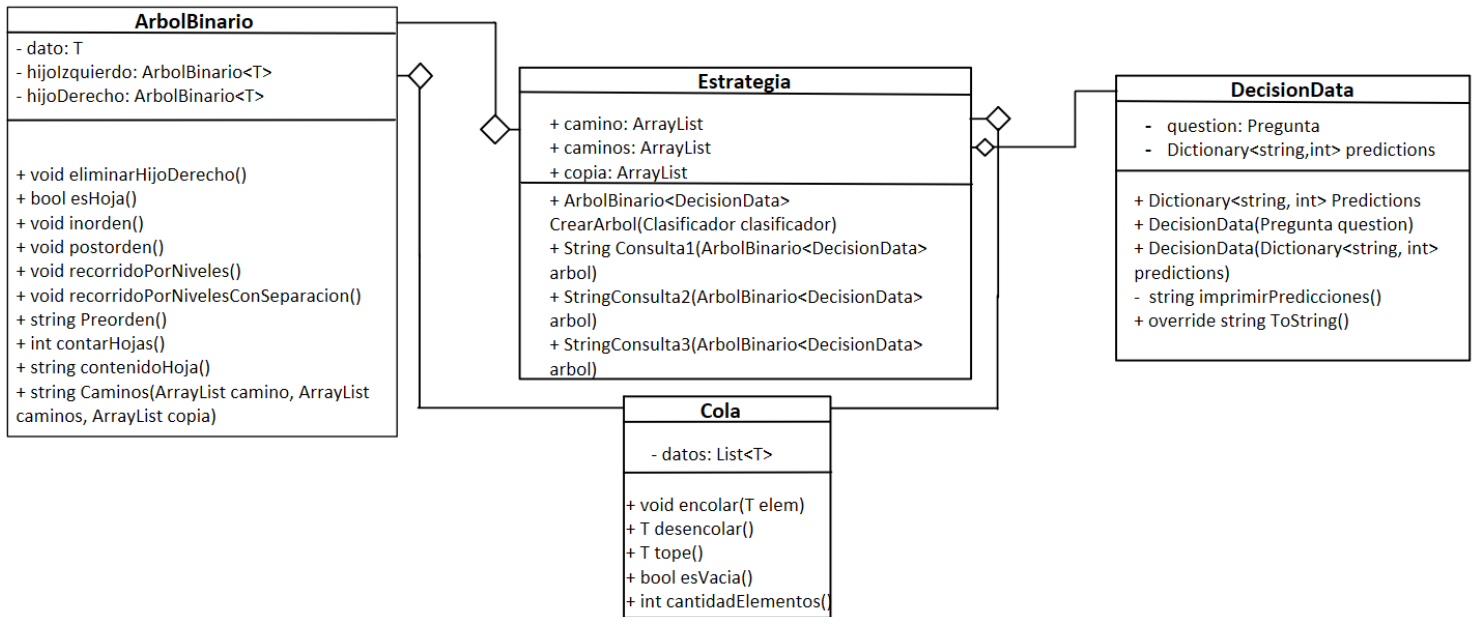 ArbolBinario
- dato: T
- hijoIzquierdo: ArbolBinario<T>
- hijoDerecho: ArbolBinario<T>
+ void eliminarHijoDerecho()
+ bool esHoja()
+ void inorden()
+ void postorden()
+ void recorridoPorNiveles()
+ void recorridoPorNivelesConSeparacion()
+ string Preorden()
+ int contarHojas()
+ string contenidoHoja()
+ string Caminos(ArrayList camino, ArrayList
caminos, ArrayList copia)
Estrategia
+ camino: ArrayList
+ caminos: ArrayList
+ copia: ArrayList
+ ArbolBinario<DecisionData>
CrearArbol(Clasificador clasificador)
+ String Consulta1(ArbolBinario<DecisionData>
arbol)
+ StringConsulta2(ArbolBinario<DecisionData>
arbol)
+ StringConsulta3(ArbolBinario<DecisionData>
arbol)
DecisionData
- question: Pregunta
- Dictionary<string,int> predictions
+ Dictionary<string, int> Predictions
+ DecisionData(Pregunta question)
+ DecisionData(Dictionary<string, int>
predictions)
- string imprimirPredicciones()
+ override string ToString()
Cola
- datos: List<T>
+ void encolar(T elem)
+ T desencolar()
+ T tope()
+ bool esVacia()
+ int cantidadElementos()